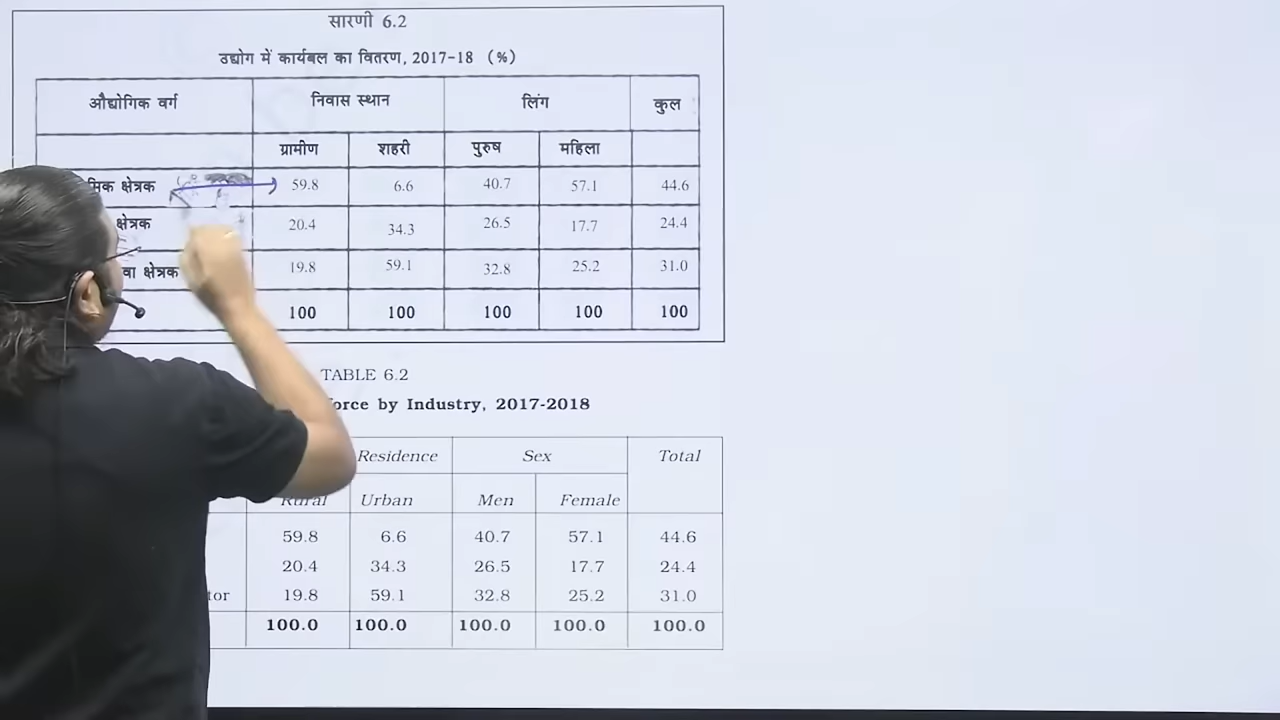 सारणी 6.2
उद्योग में कार्यबल का वितरण, 2017-18 (%)
औद्योगिक वर्ग निवास स्थान लिंग कुल
ग्रामीण शहरी पुरुष महिला
क्षेत्रक 59.8 6.6 40.7 57.1 44.6
क्षेत्रक 20.4 34.3 26.5 17.7 24.4
क्षेत्रक 19.8 59.1 32.8 25.2 31.0
100 100 100 100 100
TABLE 6.2
by Industry, 2017-2018
Residence Sex Total
Rural Urban Men Female
59.8 6.6 40.7 57.1 44.6
20.4 34.3 26.5 17.7 24.4
19.8 59.1 32.8 25.2 31.0
100.0 100.0 100.0 100.0 100.0